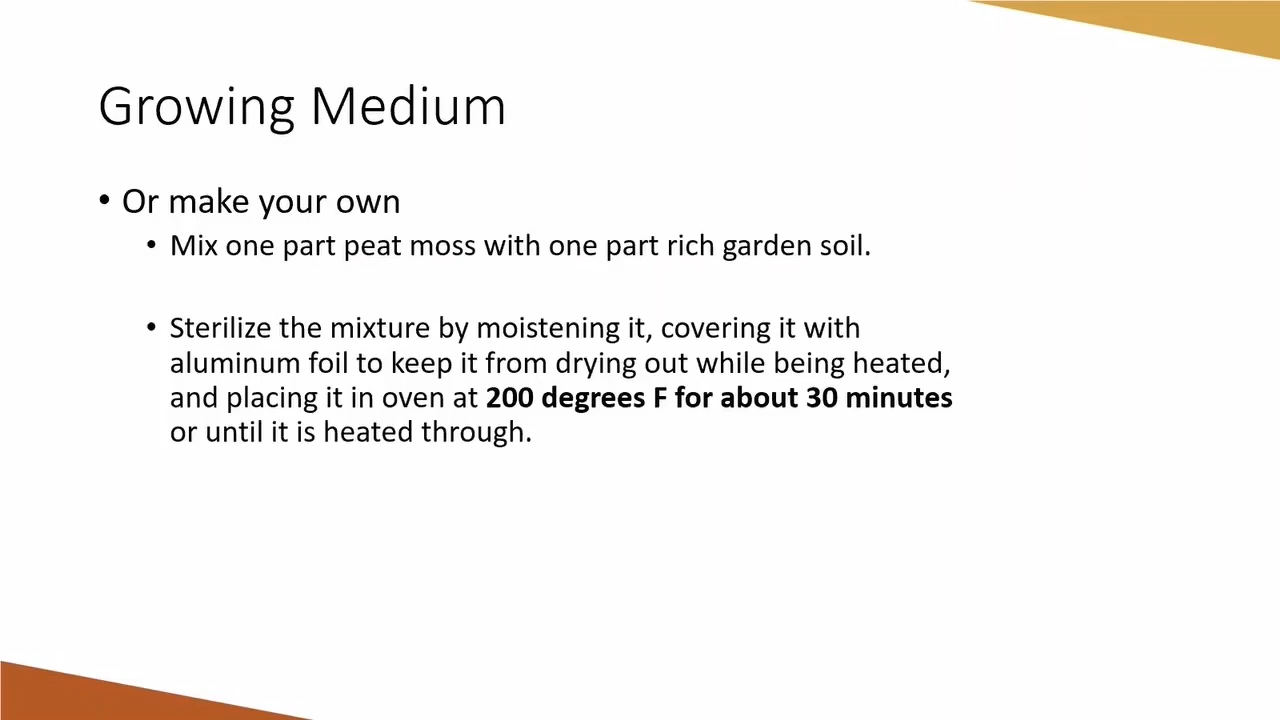 Growing Medium
• Or make your own
• Mix one part peat moss with one part rich garden soil.
• Sterilize the mixture by moistening it, covering it with
aluminum foil to keep it from drying out while being heated,
and placing it in oven at 200 degrees F for about 30 minutes
or until it is heated through.